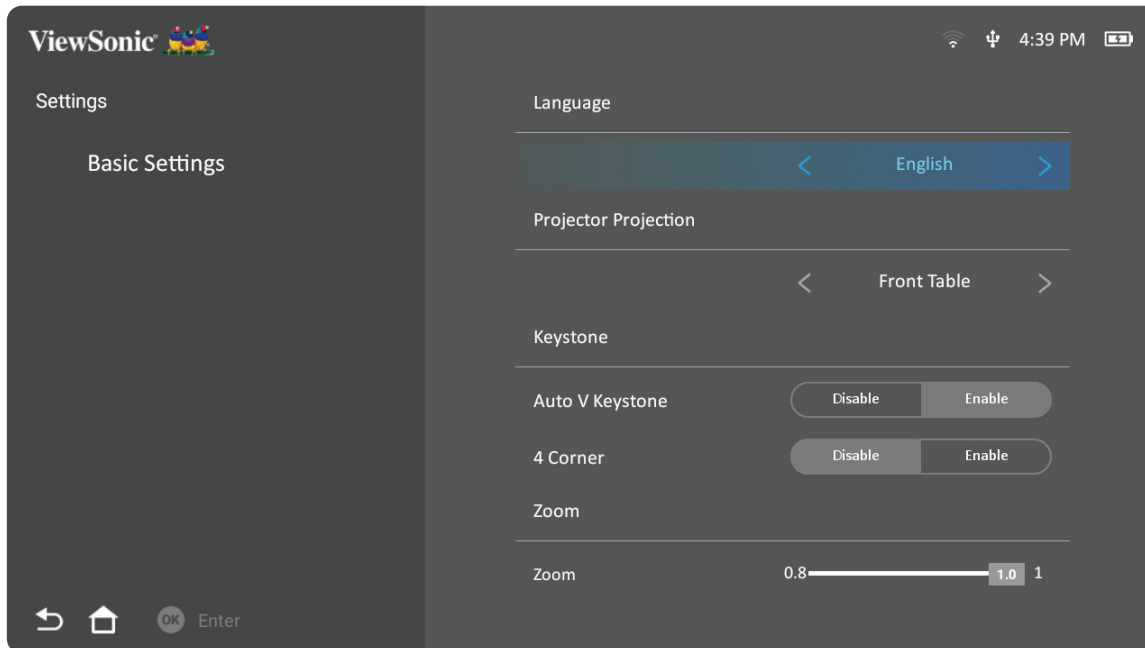 ViewSonic
4:39 PM
Settings
Basic Settings
Language
English
Projector Projection
Front Table
Keystone
Auto V Keystone Disable Enable
4 Corner Disable Enable
Zoom
Zoom 0.8 1.0 1
OK Enter